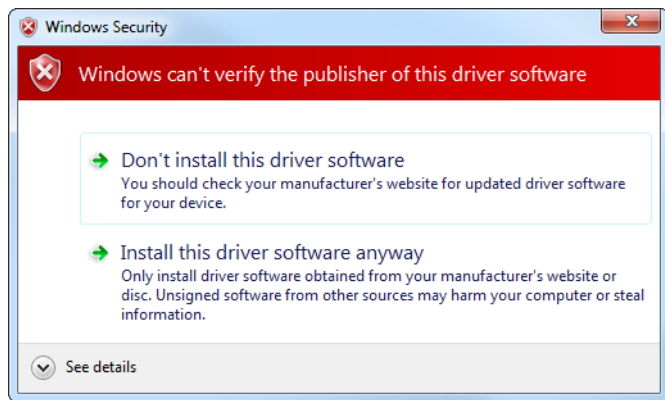 Windows Security
Windows can't verify the publisher of this driver software
Don't install this driver software
You should check your manufacturer's website for updated driver software
for your device.
Install this driver software anyway
Only install driver software obtained from your manufacturer's website or
disc. Unsigned software from other sources may harm your computer or steal
information.
See details